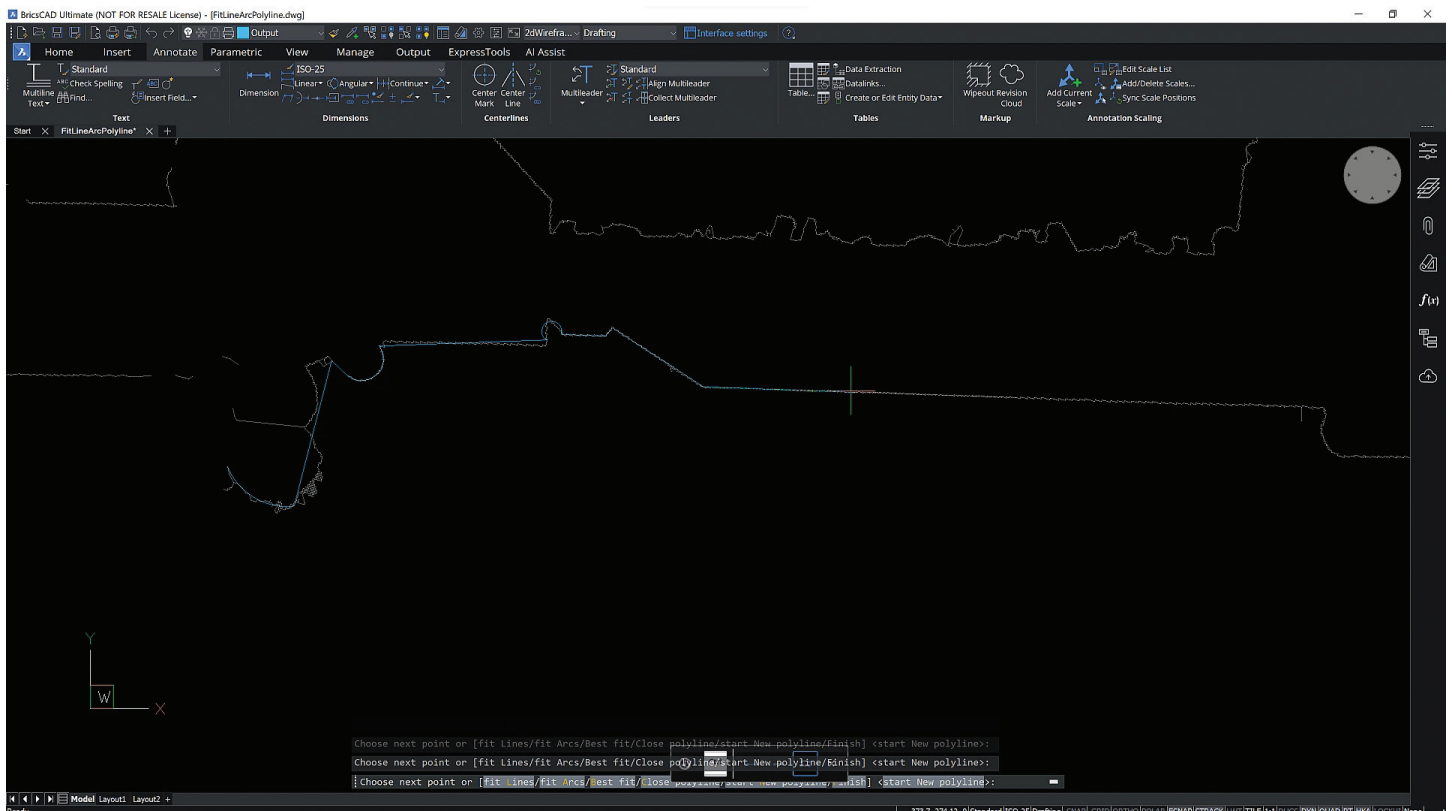 BricsCAD Ultimate (NOT FOR RESALE License) - [FitLineArcPolyline.dwg]
Output 2dWirefra... Drafting Interface settings
Home Insert Annotate Parametric View Manage Output ExpressTools AI Assist
Multiline Text
Standard
Check Spelling
Find...
Insert Field...
Text
Dimension
ISO-25
Linear Angular Continue
Dimensions
Center Mark
Center Line
Centerlines
Multileader
Standard
Align Multileader
Collect Multileader
Leaders
Table...
Data Extraction
Datalinks...
Create or Edit Entity Data
Tables
Wipeout
Revision Cloud
Markup
Add Current Scale
Edit Scale List
Add/Delete Scales...
Sync Scale Positions
Annotation Scaling
Start FitLineArcPolyline*
f(x)
Y
W
X
Choose next point or [fit Lines/fit Arcs/Best fit/Close polyline/start New polyline/Finish] <start New polyline>:
Choose next point or [fit Lines/fit Arcs/Best fit/Close polyline/start New polyline/Finish] <start New polyline>:
Choose next point or [fit Lines/fit Arcs/Best fit/Close polyline/start New polyline/Finish] <start New polyline>:
Model Layout1 Layout2